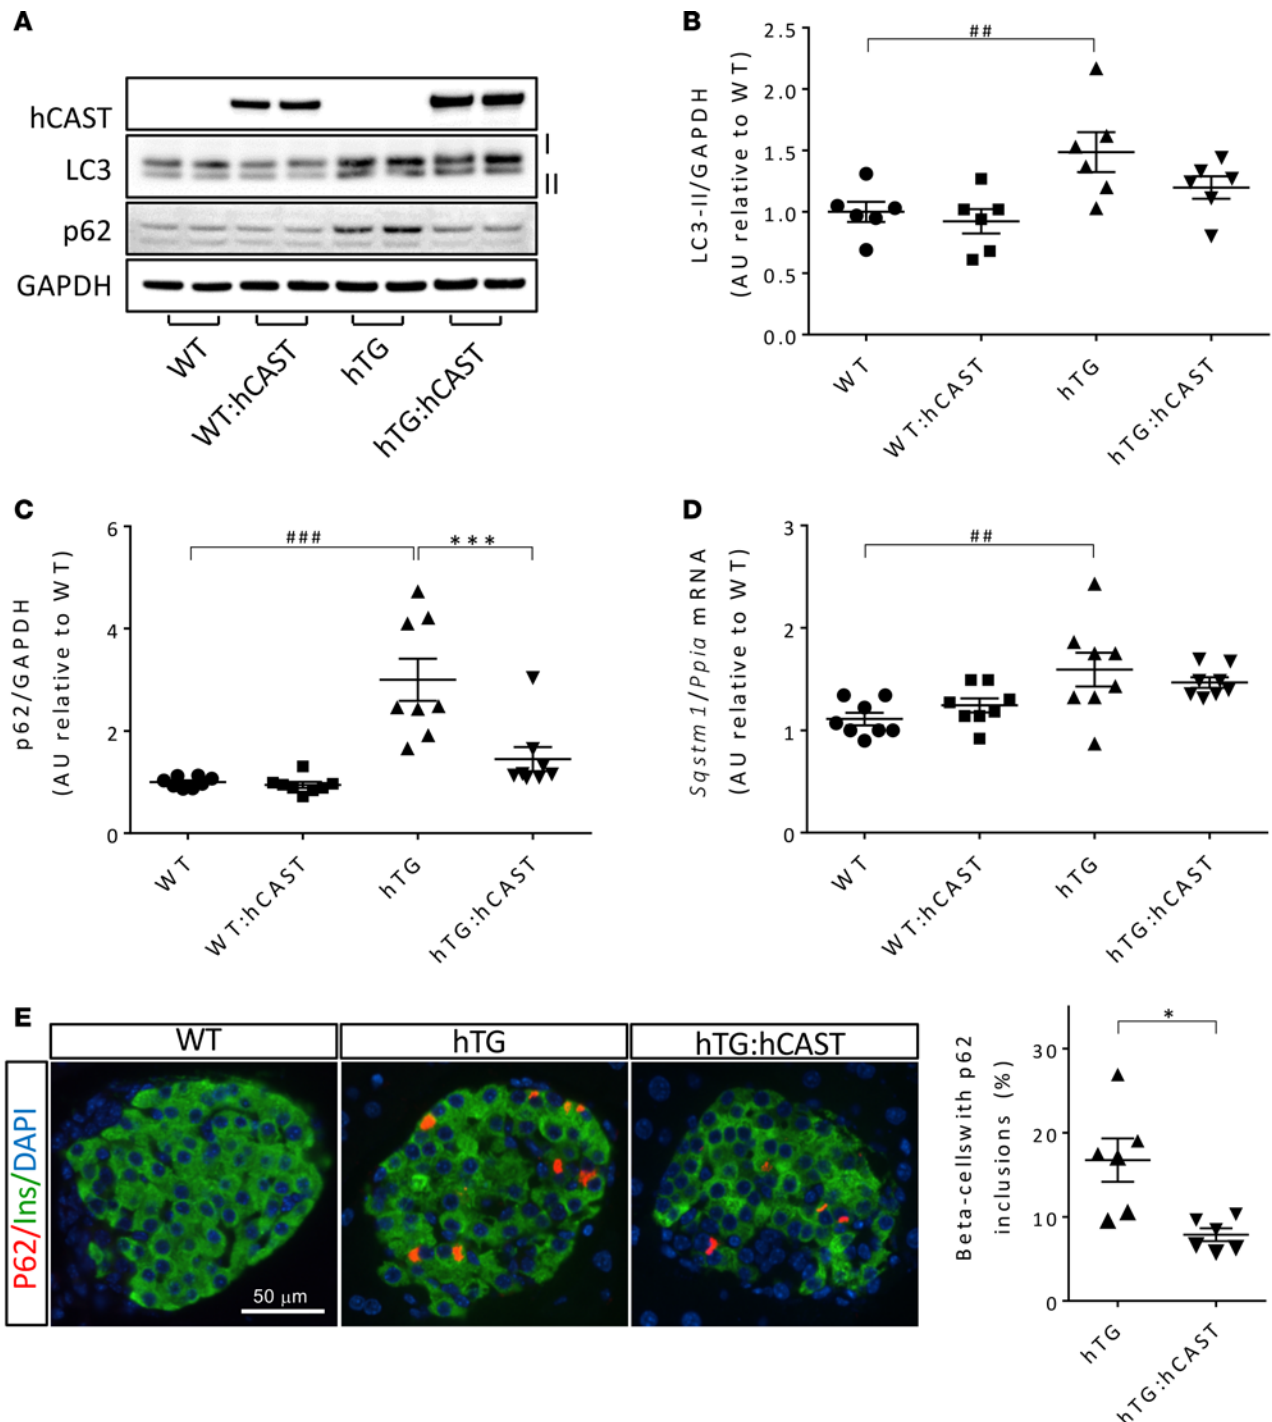 A
hCAST
LC3
p62
GAPDH
I
II
WT
WT:hCAST
hTG
hTG:hCAST
B
LC3-II/GAPDH
(AU relative to WT)
2.5
2.0
1.5
1.0
0.5
0.0
##
WT
WT:hCAST
hTG
hTG:hCAST
C
p62/GAPDH
(AU relative to WT)
6
4
2
0
###
***
WT
WT:hCAST
hTG
hTG:hCAST
D
Sqstm1/Ppia mRNA
(AU relative to WT)
3
2
1
0
##
WT
WT:hCAST
hTG
hTG:hCAST
E
P62/Ins/DAPI
WT
hTG
hTG:hCAST
50 μm
Beta-cellswith p62
inclusions (%)
30
20
10
0
*
hTG
hTG:hCAST